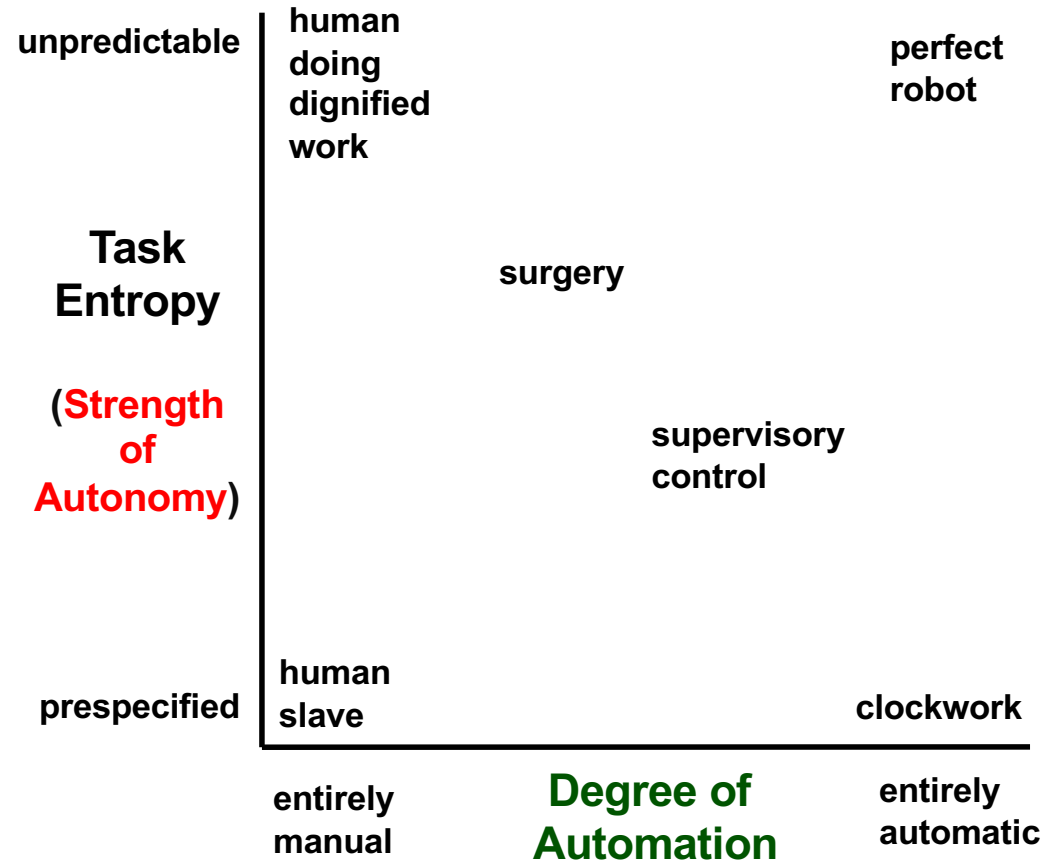 unpredictable
human
doing
dignified
work
perfect
robot
Task
Entropy
surgery
(Strength
of
Autonomy)
supervisory
control
prespecified
human
slave
clockwork
entirely
manual
Degree of
Automation
entirely
automatic